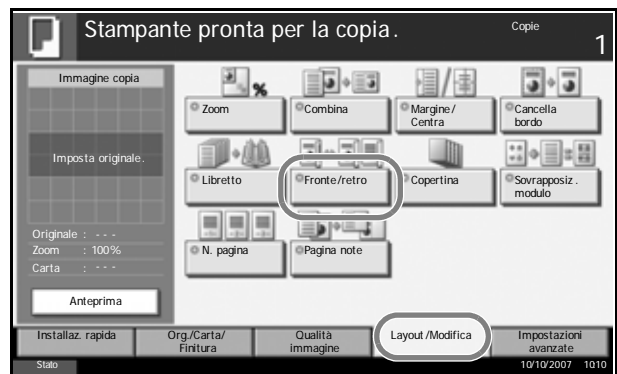 Stampante pronta per la copia.
Copie
1
Immagine copia
Imposta originale.
Originale : - - -
Zoom : 100%
Carta : - - -
Anteprima
%
Zoom
Combina
Margine/
Centra
Cancella
bordo
Libretto
Fronte/retro
Copertina
Sovrapposiz.
modulo
N. pagina
Pagina note
Installaz. rapida
Org./Carta/
Finitura
Qualità
immagine
Layout/Modifica
Impostazioni
avanzate
Stato
10/10/2007 1010